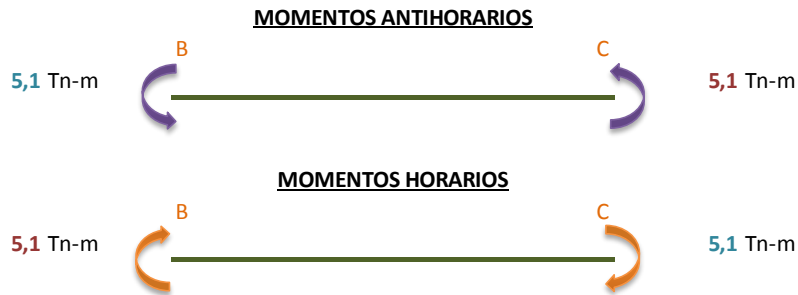 MOMENTOS ANTIHORARIOS
B C
5,1 Tn-m 5,1 Tn-m
MOMENTOS HORARIOS
B C
5,1 Tn-m 5,1 Tn-m